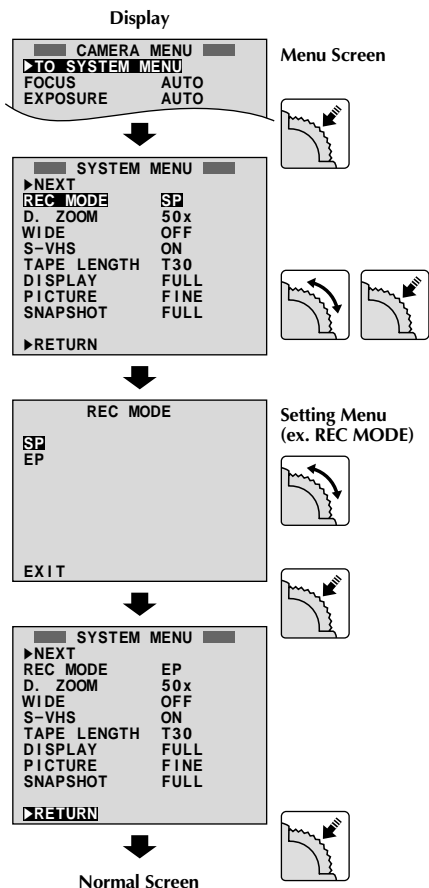 Display
CAMERA MENU
▶TO SYSTEM MENU
FOCUS AUTO
EXPOSURE AUTO
Menu Screen
SYSTEM MENU
▶NEXT
REC MODE SP
D. ZOOM 50x
WIDE OFF
S–VHS ON
TAPE LENGTH T30
DISPLAY FULL
PICTURE FINE
SNAPSHOT FULL
▶RETURN
REC MODE
SP
EP
EXIT
Setting Menu
(ex. REC MODE)
SYSTEM MENU
▶NEXT
REC MODE EP
D. ZOOM 50x
WIDE OFF
S–VHS ON
TAPE LENGTH T30
DISPLAY FULL
PICTURE FINE
SNAPSHOT FULL
▶RETURN
Normal Screen